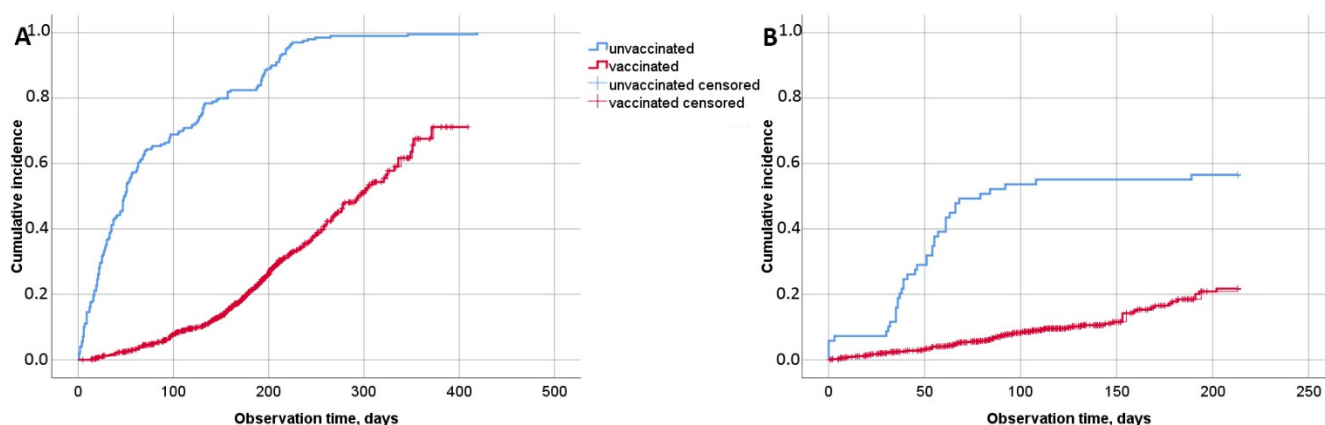 A
1.0
0.8
0.6
0.4
0.2
0.0
Cumulative incidence
0
100
200
300
400
500
Observation time, days
unvaccinated
vaccinated
unvaccinated censored
vaccinated censored
B
1.0
0.8
0.6
0.4
0.2
0.0
Cumulative incidence
0
50
100
150
200
250
Observation time, days